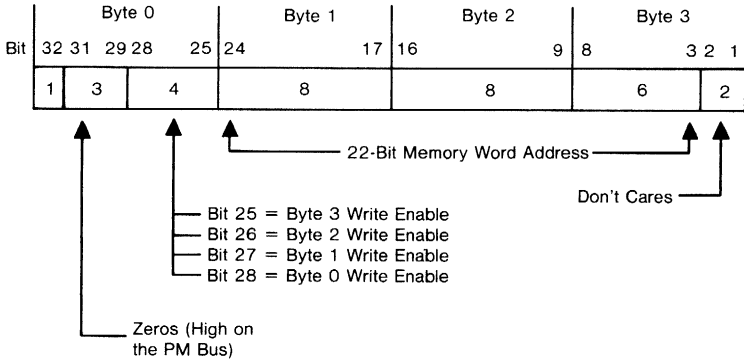 Byte 0 Byte 1 Byte 2 Byte 3
Bit 32 31 29 28 25 24 17 16 9 8 3 2 1
1 3 4 8 8 6 2
22-Bit Memory Word Address
Don't Cares
Bit 25 = Byte 3 Write Enable
Bit 26 = Byte 2 Write Enable
Bit 27 = Byte 1 Write Enable
Bit 28 = Byte 0 Write Enable
Zeros (High on
the PM Bus)